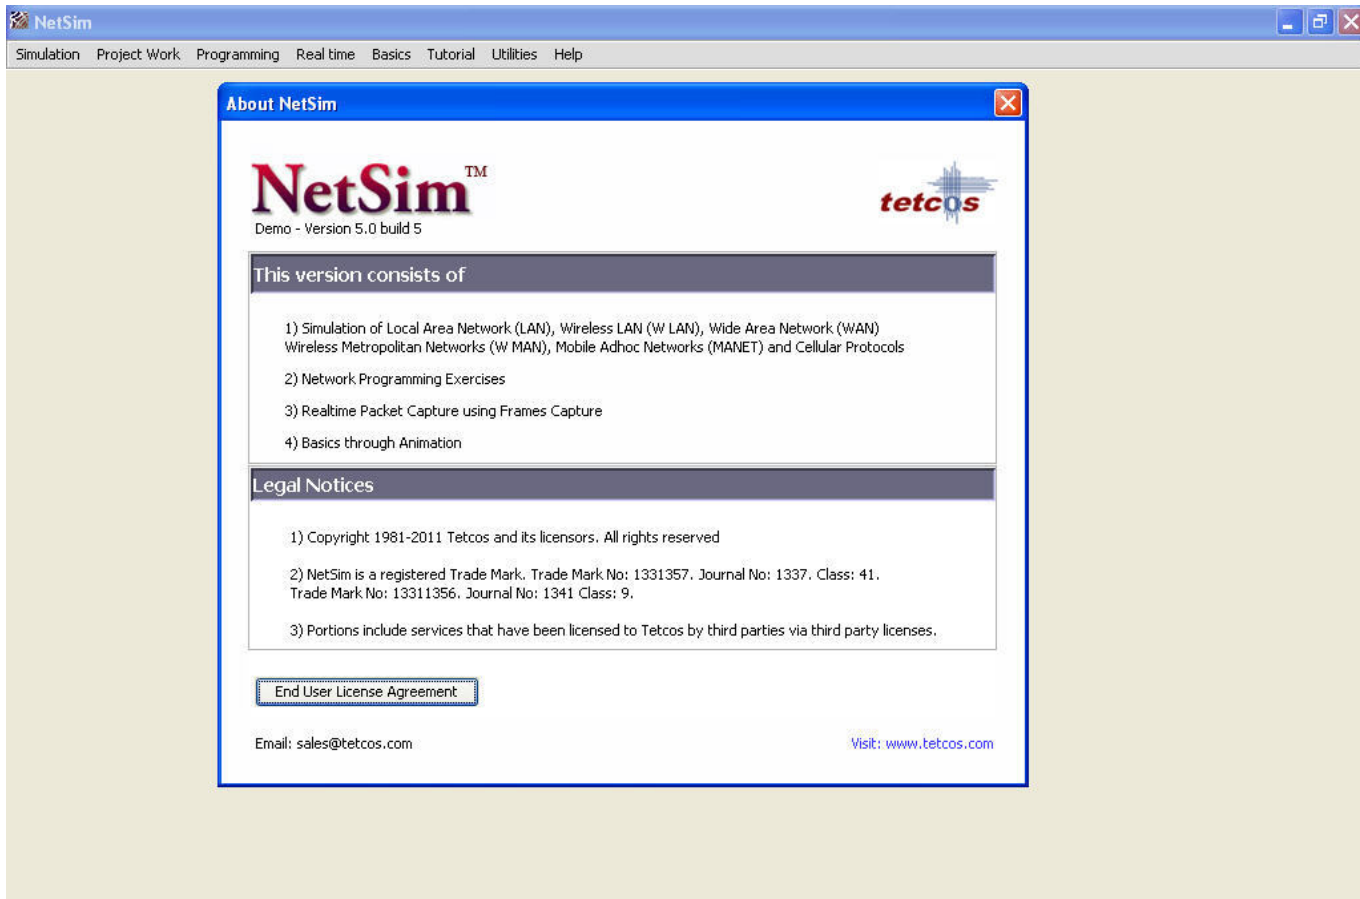 NetSim
Simulation Project Work Programming Real time Basics Tutorial Utilities Help
About NetSim
NetSim™
tetcos
Demo - Version 5.0 build 5
This version consists of
1) Simulation of Local Area Network (LAN), Wireless LAN (W LAN), Wide Area Network (WAN)
Wireless Metropolitan Networks (W MAN), Mobile Adhoc Networks (MANET) and Cellular Protocols
2) Network Programming Exercises
3) Realtime Packet Capture using Frames Capture
4) Basics through Animation
Legal Notices
1) Copyright 1981-2011 Tetcos and its licensors. All rights reserved
2) NetSim is a registered Trade Mark. Trade Mark No: 1331357. Journal No: 1337. Class: 41.
Trade Mark No: 13311356. Journal No: 1341 Class: 9.
3) Portions include services that have been licensed to Tetcos by third parties via third party licenses.
End User License Agreement
Email: sales@tetcos.com
Visit: www.tetcos.com